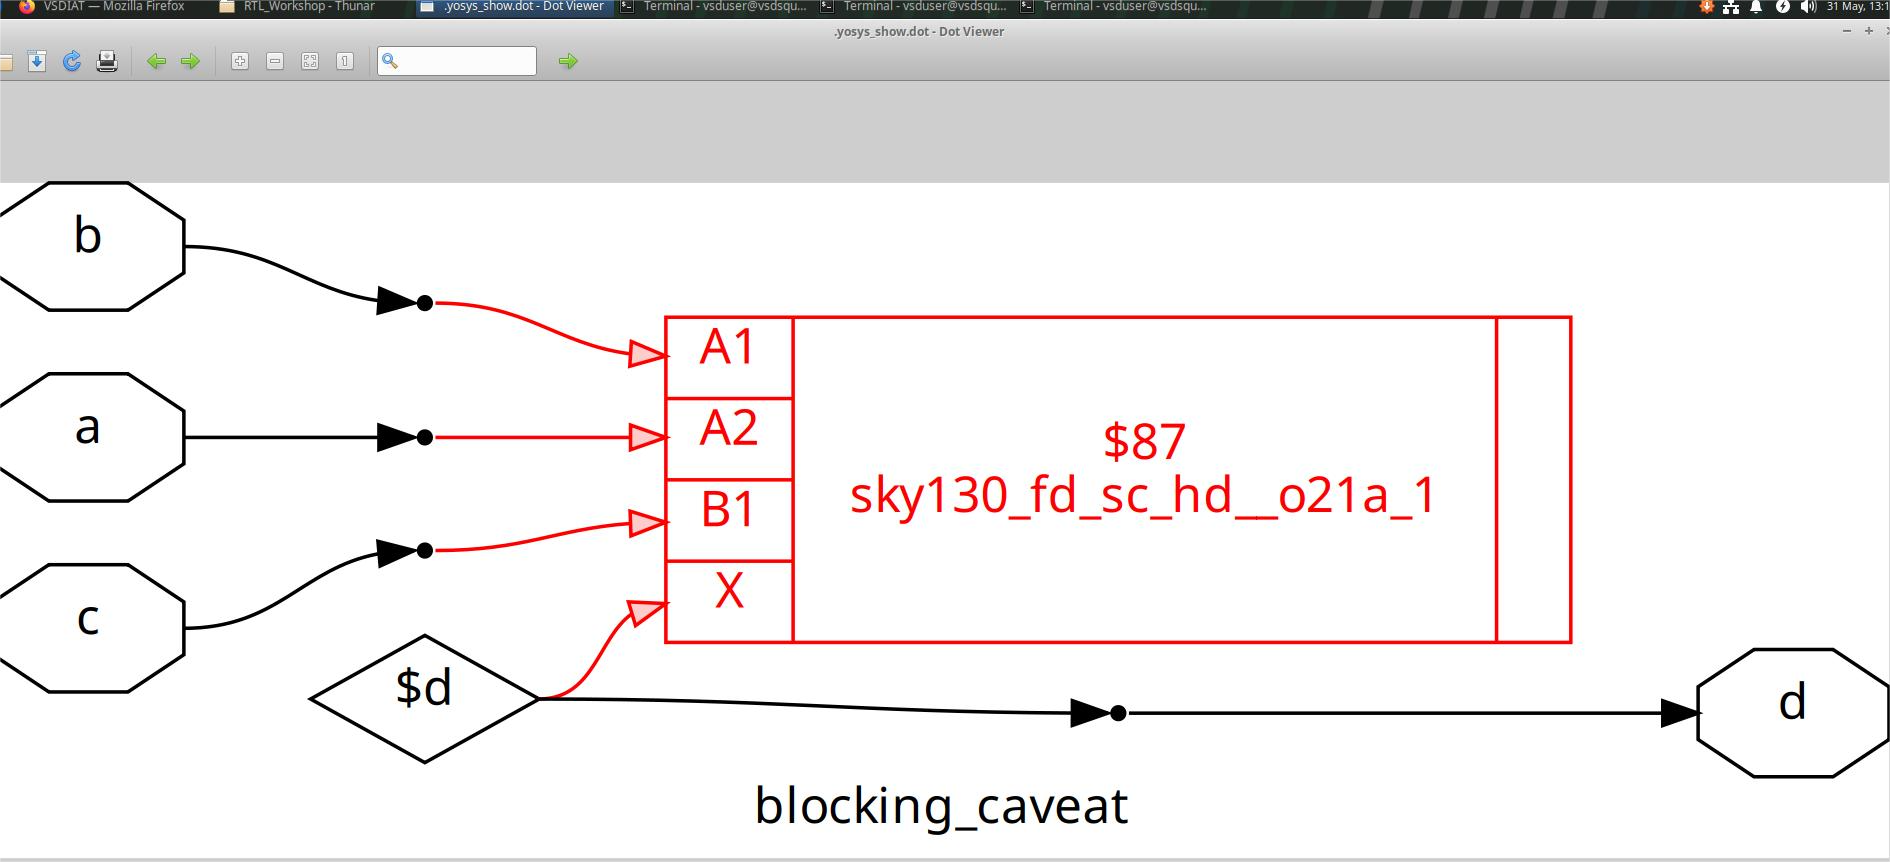 VSDIAT — Mozilla Firefox
RTL_Workshop - Thunar
.yosys_show.dot - Dot Viewer
Terminal - vsduser@vsdsqu...
Terminal - vsduser@vsdsqu...
Terminal - vsduser@vsdsqu...
31 May, 13:1
.yosys_show.dot - Dot Viewer
1
b
A1
a
A2
$87
sky130_fd_sc_hd__o21a_1
B1
c
X
$d
d
blocking_caveat